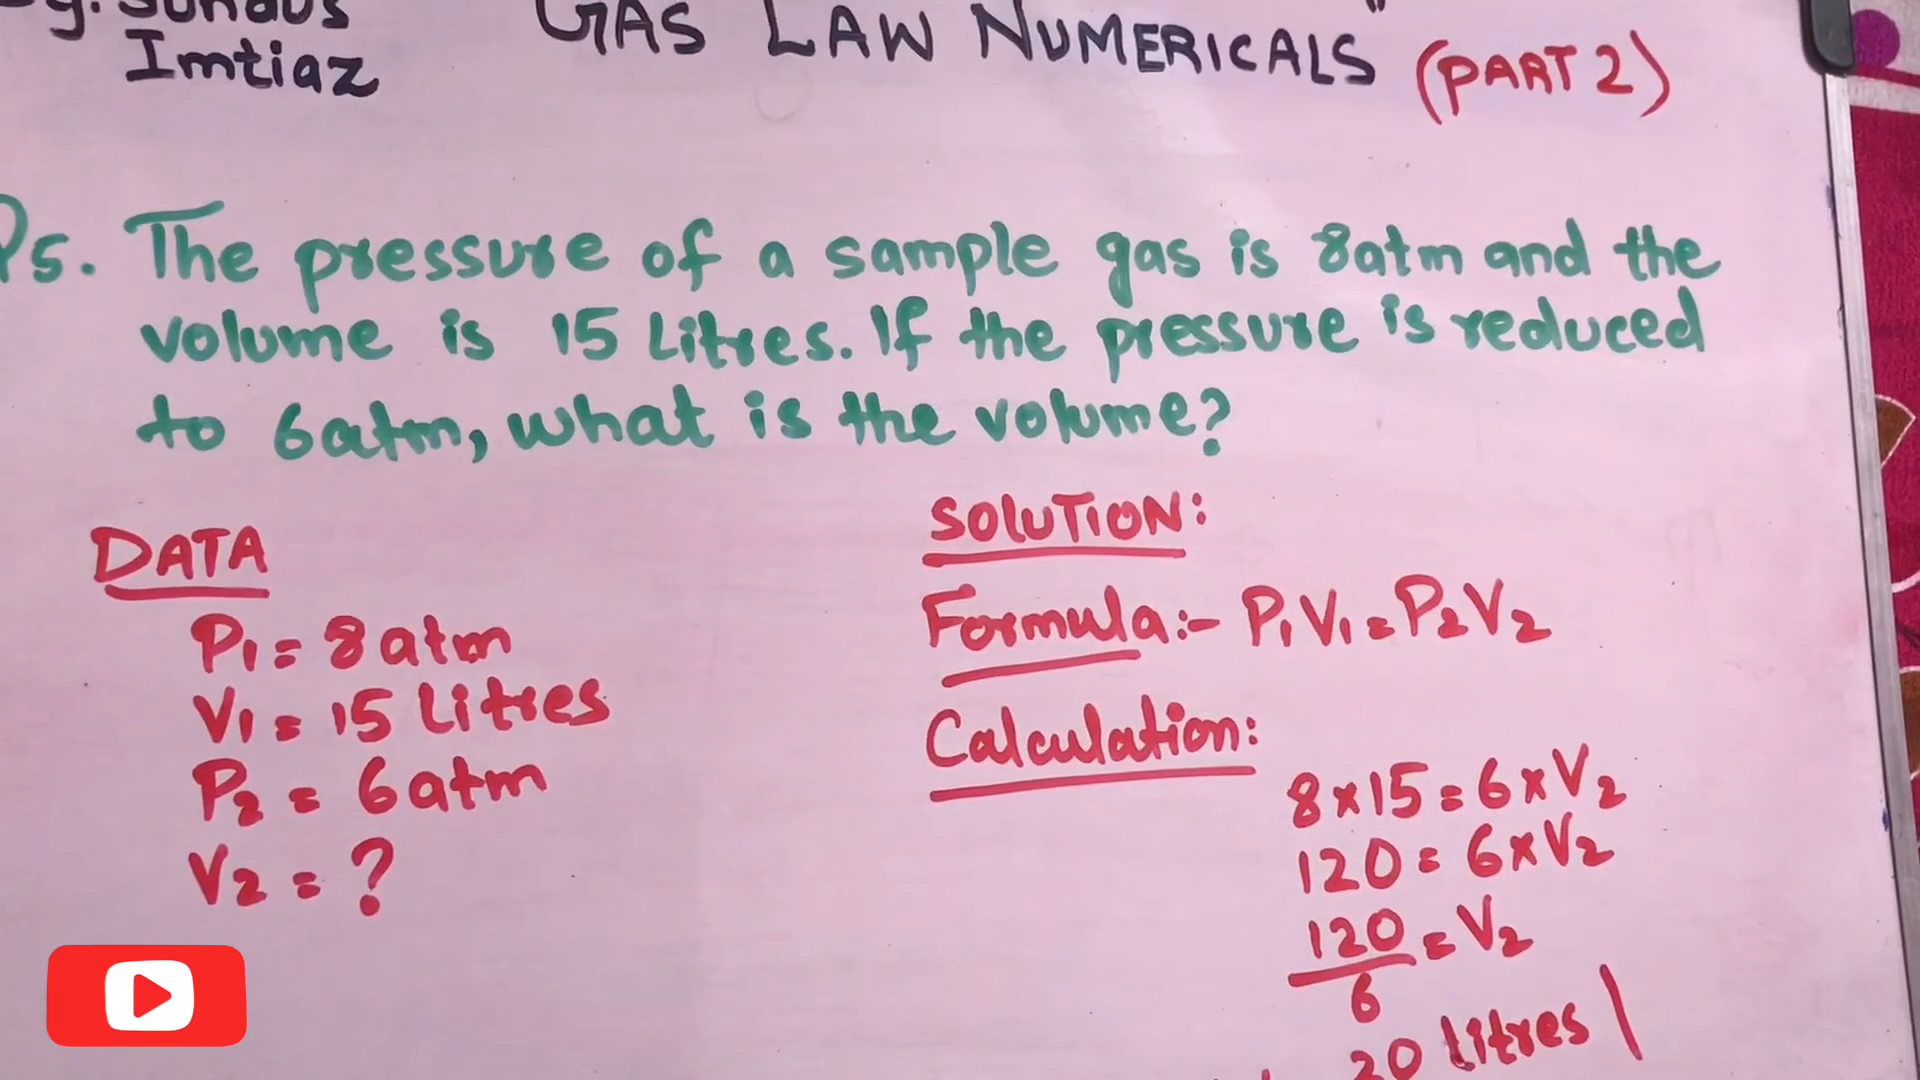 Imtiaz
GAS LAW NUMERICALS" (PART 2)
5. The pressure of a sample gas is 8atm and the
volume is 15 Litres. If the pressure is reduced
to 6atm, what is the volume?
DATA
P1 = 8 atm
V1 = 15 Litres
P2 = 6 atm
V2 = ?
SOLUTION:
Formula:- P1V1 = P2V2
Calculation:
8 x 15 = 6 x V2
120 = 6 x V2
120/6 = V2
20 litres